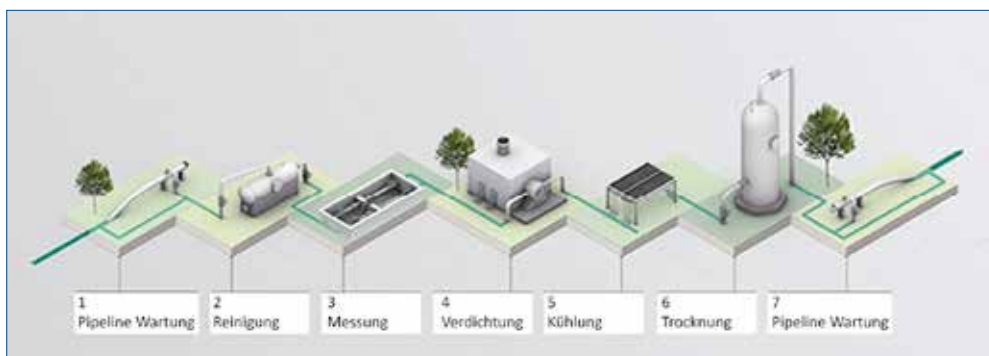 1
Pipeline Wartung
2
Reinigung
3
Messung
4
Verdichtung
5
Kühlung
6
Trocknung
7
Pipeline Wartung